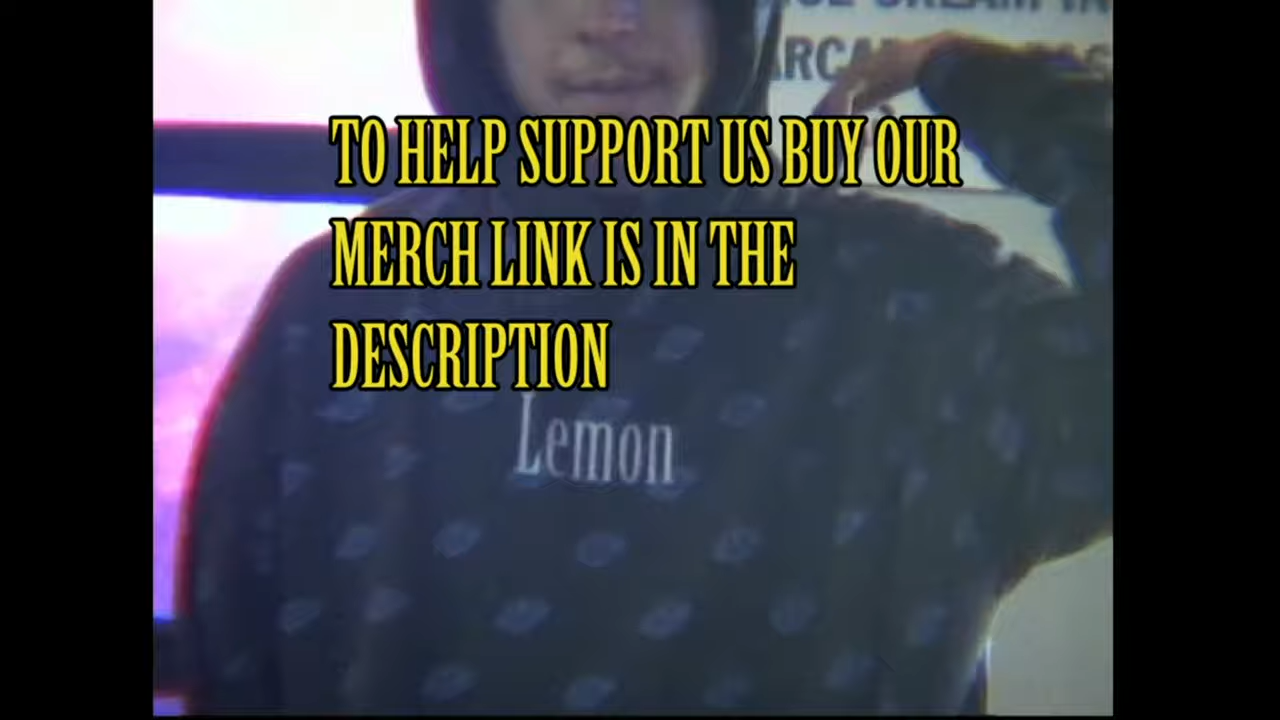 TO HELP SUPPORT US BUY OUR
MERCH LINK IS IN THE
DESCRIPTION
Lemon